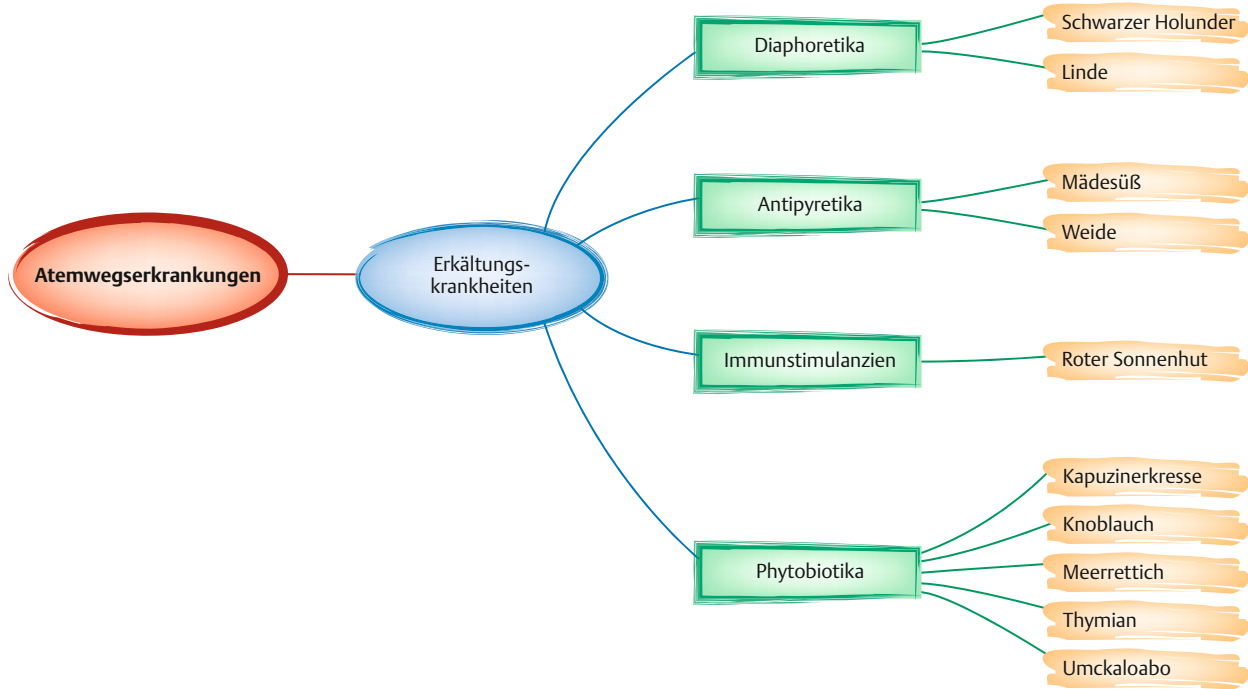 Atemwegserkrankungen
Erkältungs-
krankheiten
Diaphoretika
Schwarzer Holunder
Linde
Antipyretika
Mädesüß
Weide
Immunstimulanzien
Roter Sonnenhut
Phytobiotika
Kapuzinerkresse
Knoblauch
Meerrettich
Thymian
Umckaloabo